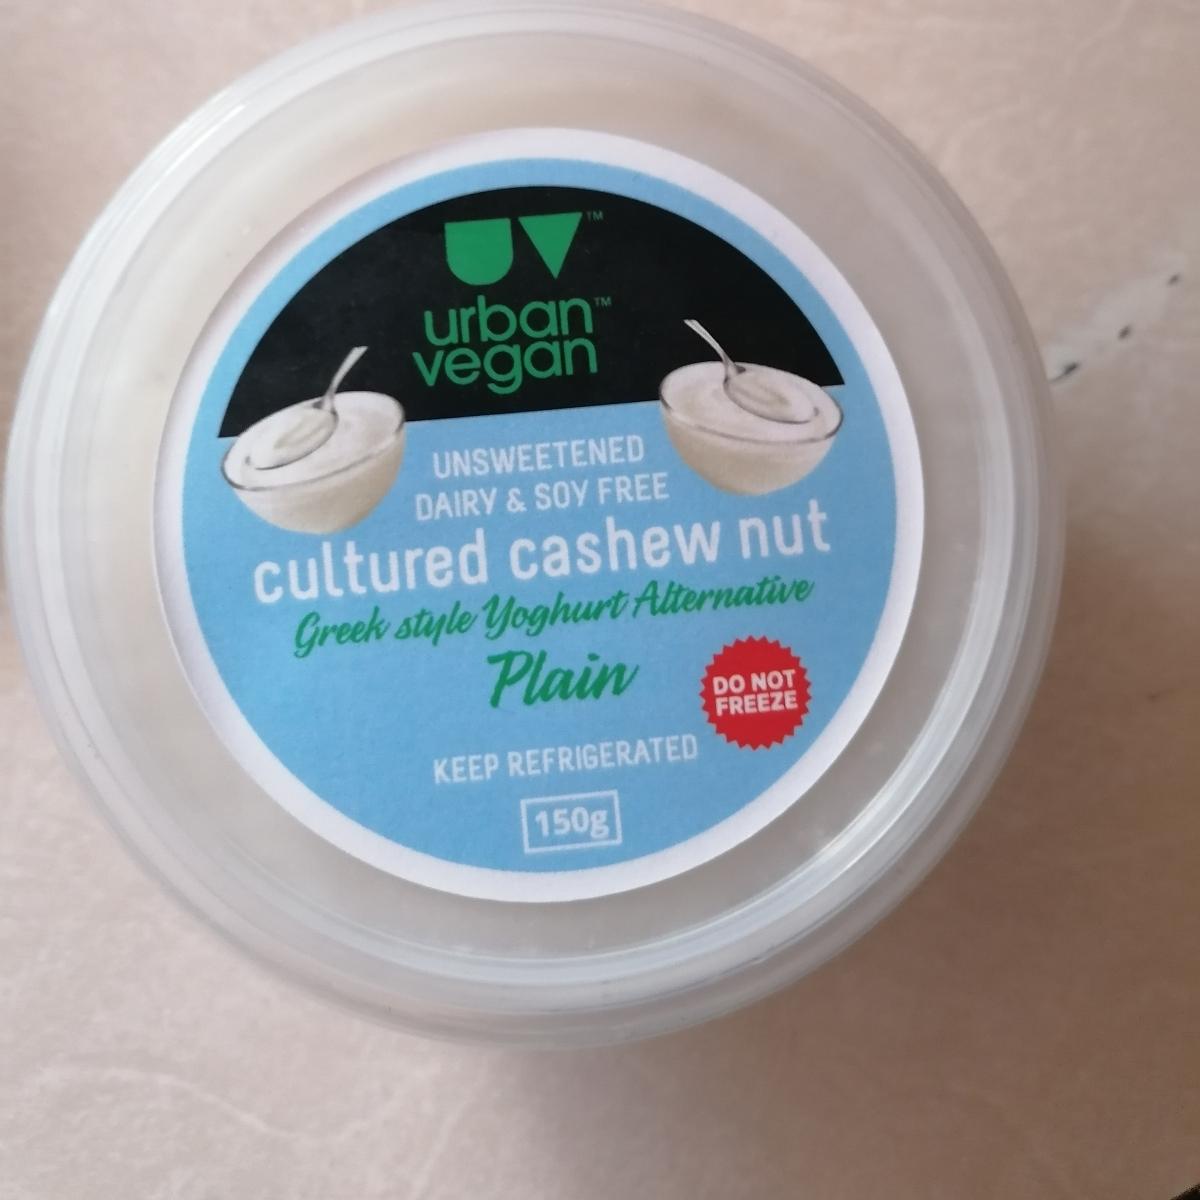 UV™
urban™
vegan
UNSWEETENED
DAIRY & SOY FREE
cultured cashew nut
Greek style Yoghurt Alternative
Plain
DO NOT
FREEZE
KEEP REFRIGERATED
150g